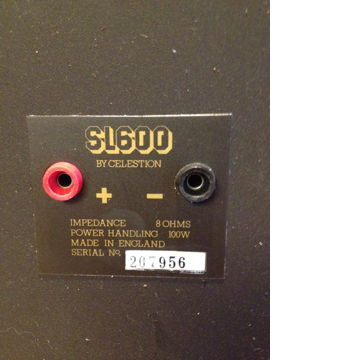 SL600
BY CELESTION
+ −
IMPEDANCE 8 OHMS
POWER HANDLING 100W
MADE IN ENGLAND
SERIAL NO. 207956